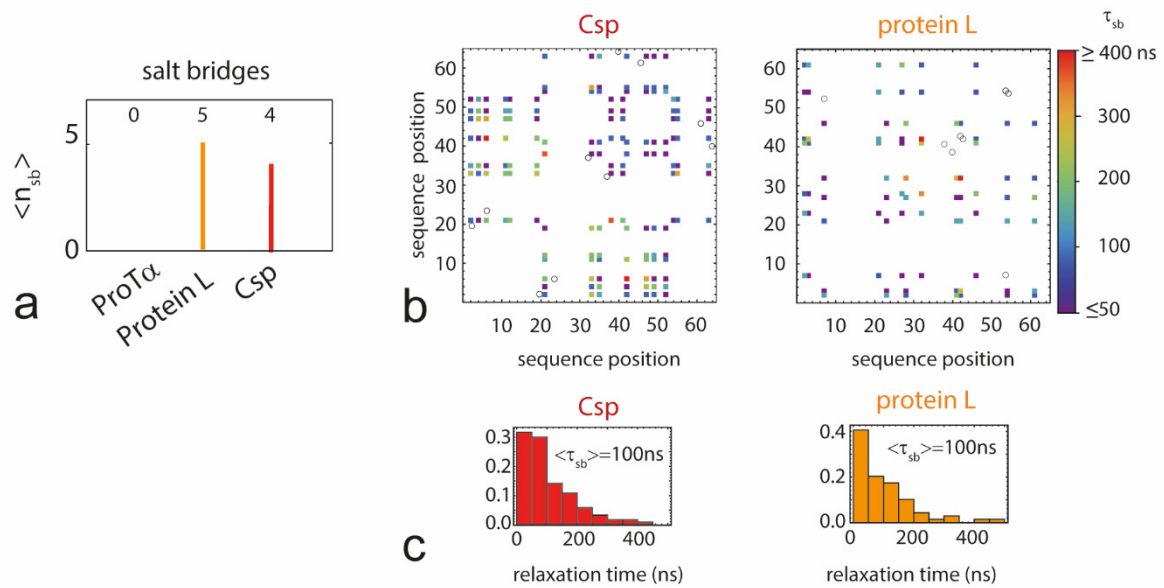 salt bridges
0 5 4
5
0
<n_sb>
ProTα
Protein L
Csp
a
Csp
protein L
τ_sb
60
50
40
30
20
10
sequence position
10 20 30 40 50 60
sequence position
60
50
40
30
20
10
10 20 30 40 50 60
sequence position
≥ 400 ns
300
200
100
≤50
b
Csp
protein L
0.3
0.2
0.1
0.0
<τ_sb>=100ns
0 200 400
relaxation time (ns)
0.4
0.2
0.0
<τ_sb>=100ns
0 200 400
relaxation time (ns)
c